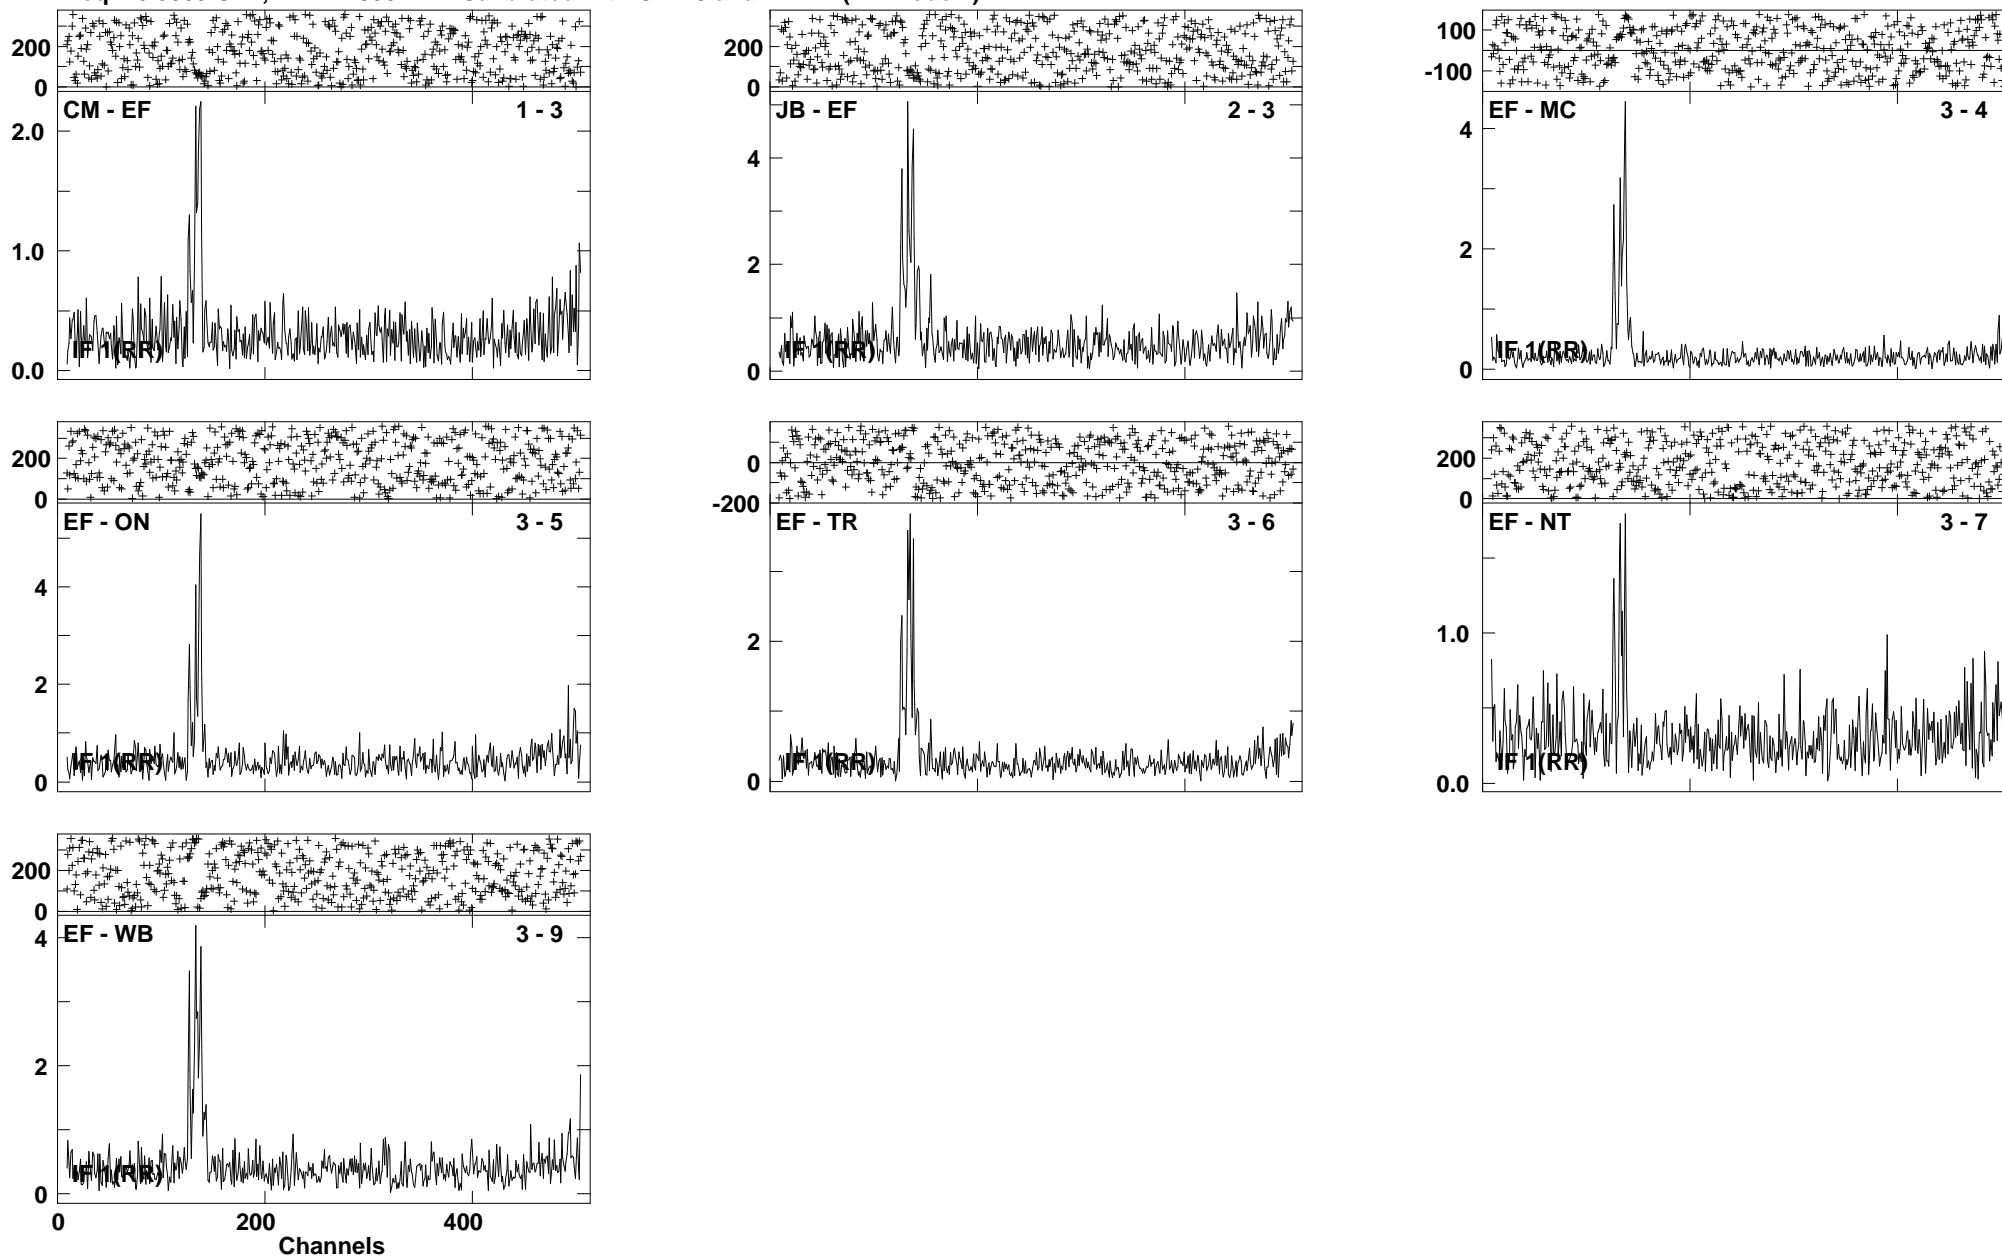 200
0
CM - EF 1 - 3
2.0
1.0
0.0
IF 1(RR)
200
0
JB - EF 2 - 3
4
2
0
IF 1(RR)
100
-100
EF - MC 3 - 4
4
2
0
IF 1(RR)
200
0
EF - ON 3 - 5
4
2
0
IF 1(RR)
0
-200
EF - TR 3 - 6
2
0
IF 1(RR)
200
0
EF - NT 3 - 7
1.0
0.0
IF 1(RR)
200
0
EF - WB 3 - 9
4
2
0
IF 1(RR)
0 200 400
Channels